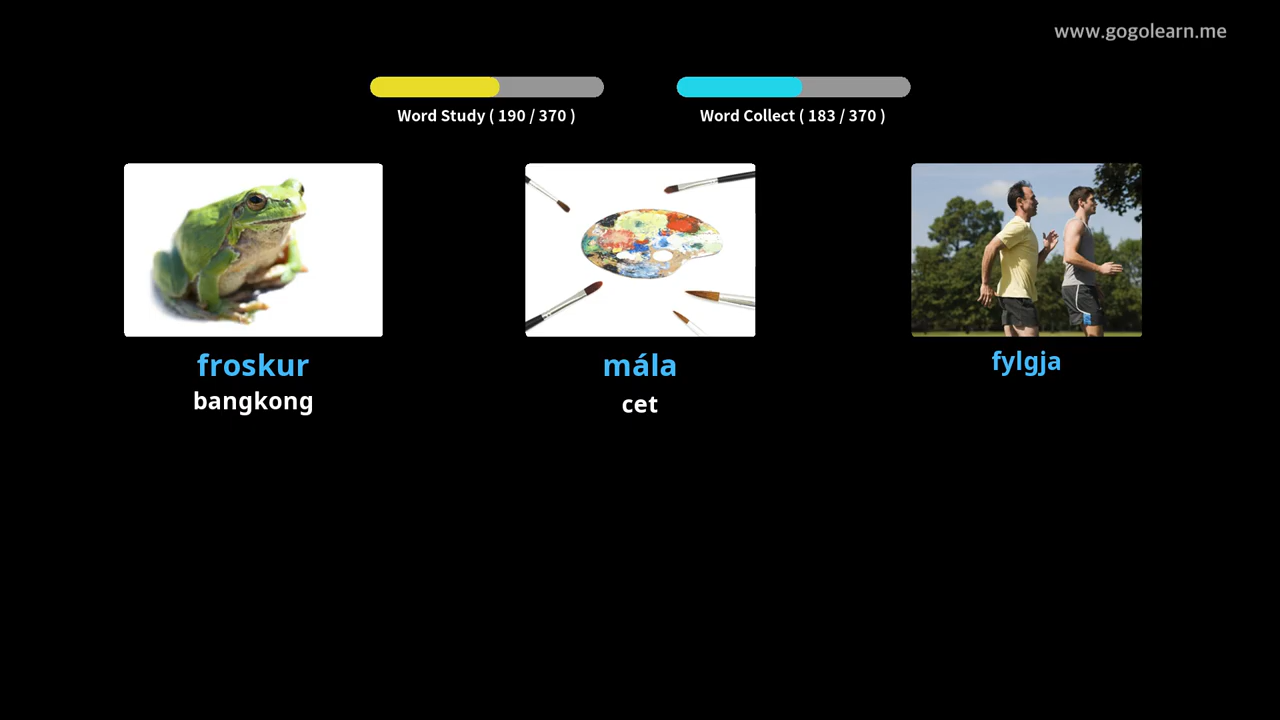 www.gogolearn.me
Word Study ( 190 / 370 )
Word Collect ( 183 / 370 )
froskur
bangkong
mála
cet
fylgja